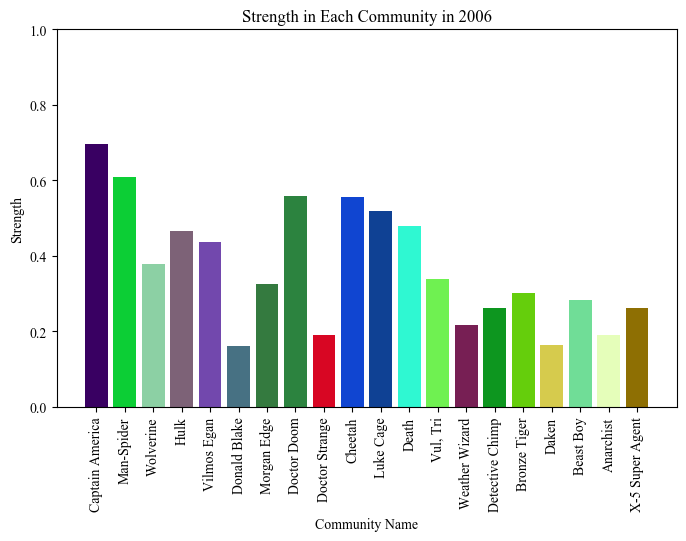 Strength in Each Community in 2006
Strength
1.0
0.8
0.6
0.4
0.2
0.0
Captain America
Man-Spider
Wolverine
Hulk
Vilmos Egan
Donald Blake
Morgan Edge
Doctor Doom
Doctor Strange
Cheetah
Luke Cage
Death
Vul, Tri
Weather Wizard
Detective Chimp
Bronze Tiger
Daken
Beast Boy
Anarchist
X-5 Super Agent
Community Name